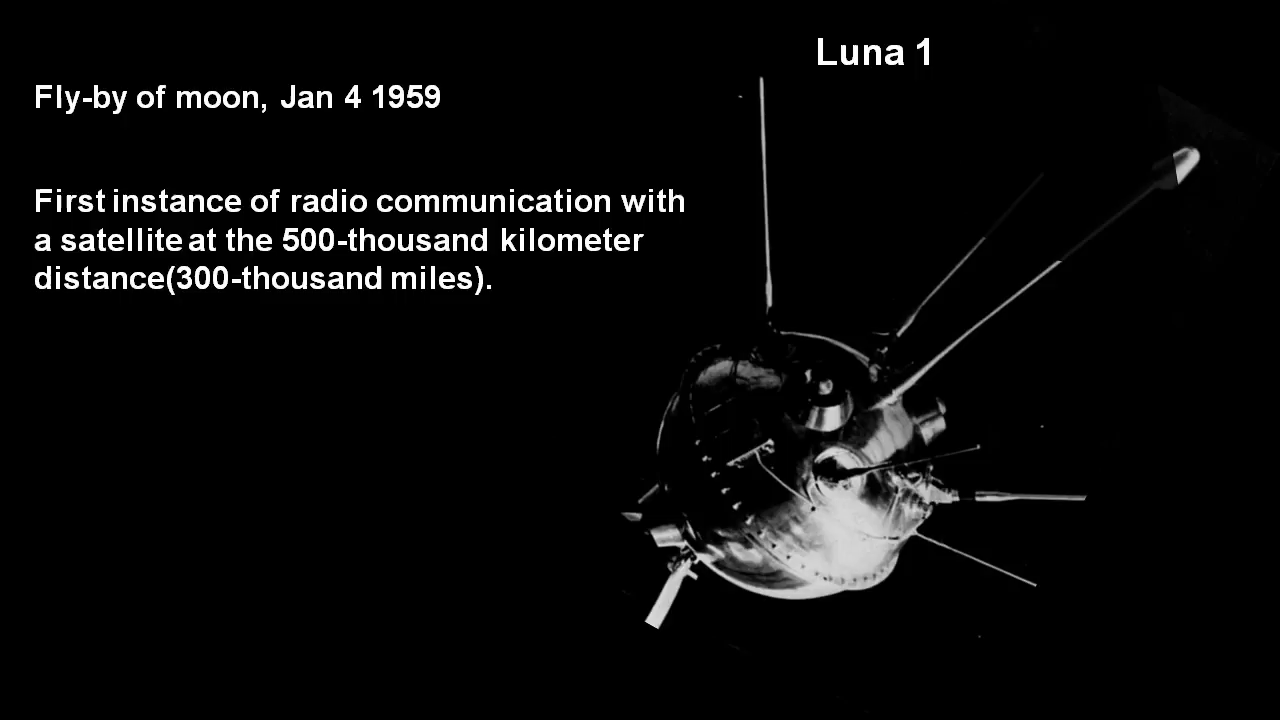 Luna 1
Fly-by of moon, Jan 4 1959
First instance of radio communication with
a satellite at the 500-thousand kilometer
distance(300-thousand miles).